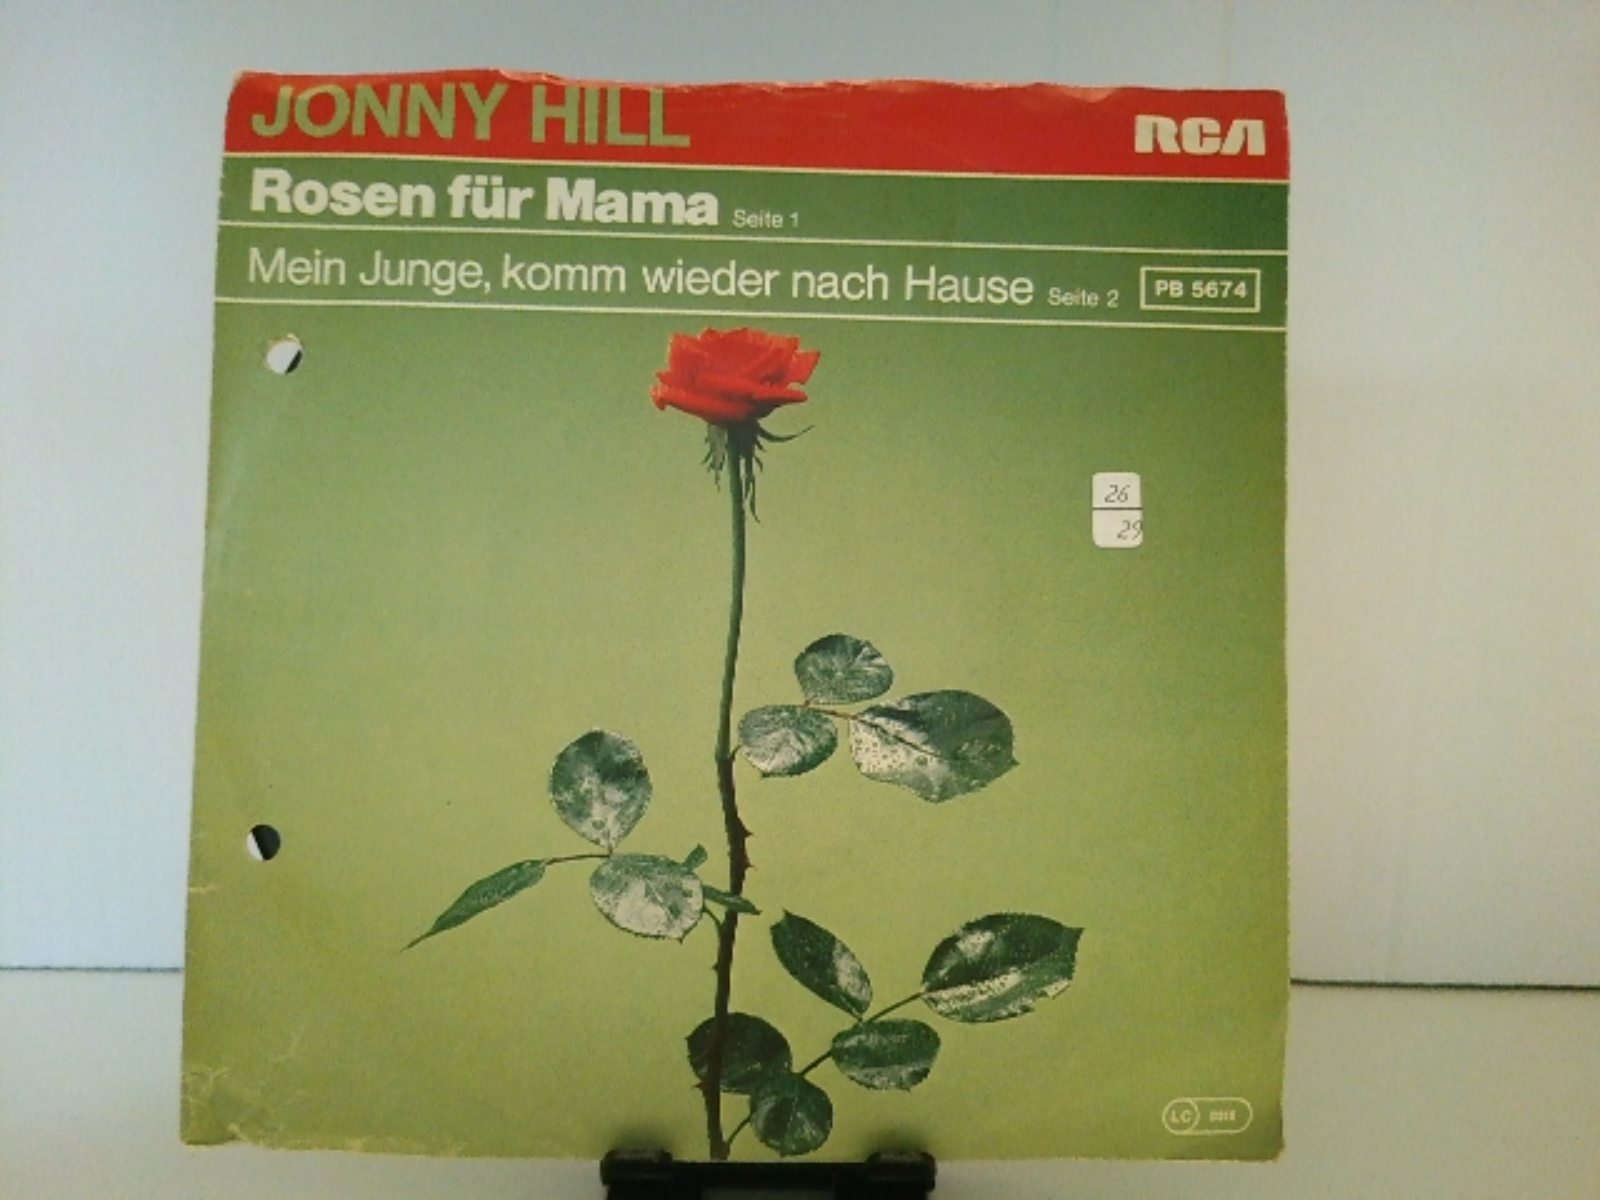 JONNY HILL
RCA
Rosen für Mama Seite 1
Mein Junge, komm wieder nach Hause Seite 2 PB 5674
26
29
LC